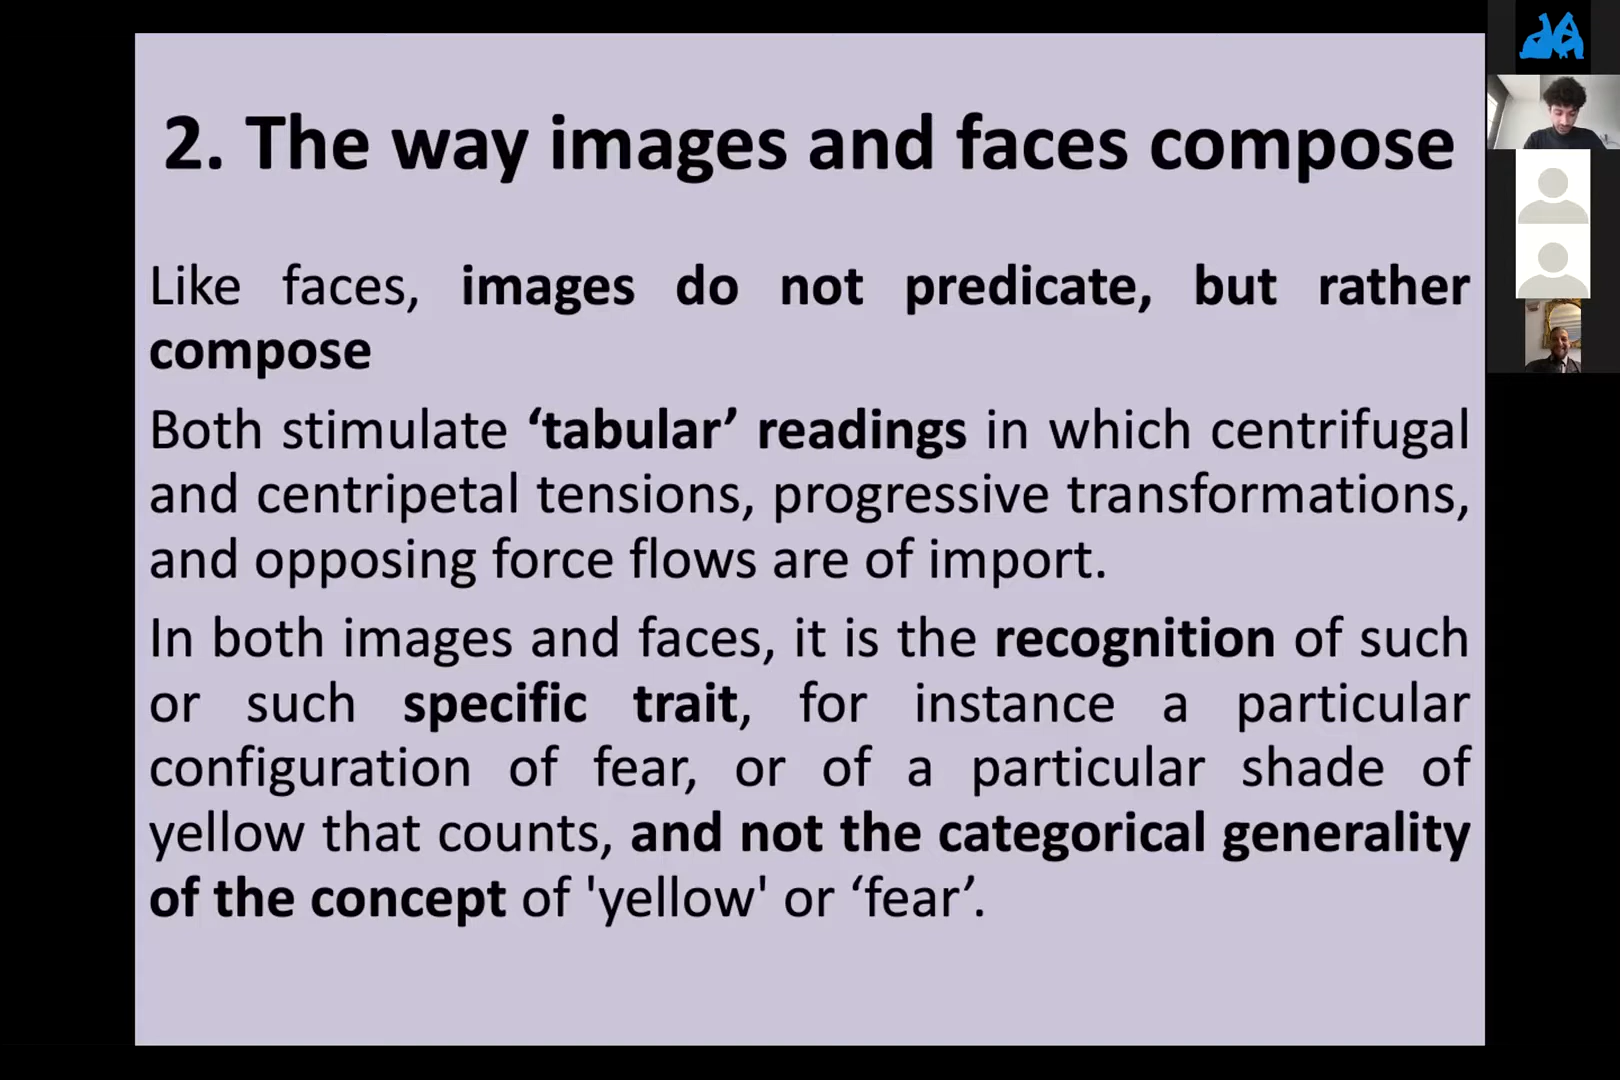 2. The way images and faces compose
Like faces, images do not predicate, but rather
compose
Both stimulate ‘tabular’ readings in which centrifugal
and centripetal tensions, progressive transformations,
and opposing force flows are of import.
In both images and faces, it is the recognition of such
or such specific trait, for instance a particular
configuration of fear, or of a particular shade of
yellow that counts, and not the categorical generality
of the concept of 'yellow' or ‘fear’.